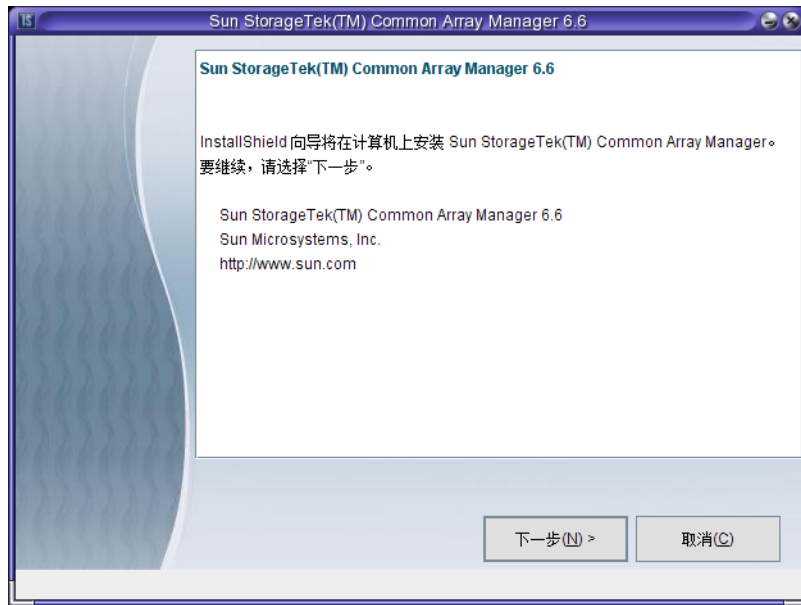 IS
Sun StorageTek(TM) Common Array Manager 6.6
Sun StorageTek(TM) Common Array Manager 6.6
InstallShield 向导将在计算机上安装 Sun StorageTek(TM) Common Array Manager。
要继续，请选择“下一步”。
Sun StorageTek(TM) Common Array Manager 6.6
Sun Microsystems, Inc.
http://www.sun.com
下一步(N) >
取消(C)